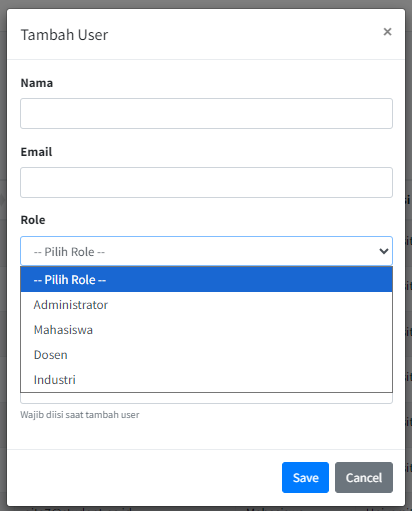 Tambah User
×
Nama
Email
Role
-- Pilih Role --
-- Pilih Role --
Administrator
Mahasiswa
Dosen
Industri
Wajib diisi saat tambah user
Save
Cancel